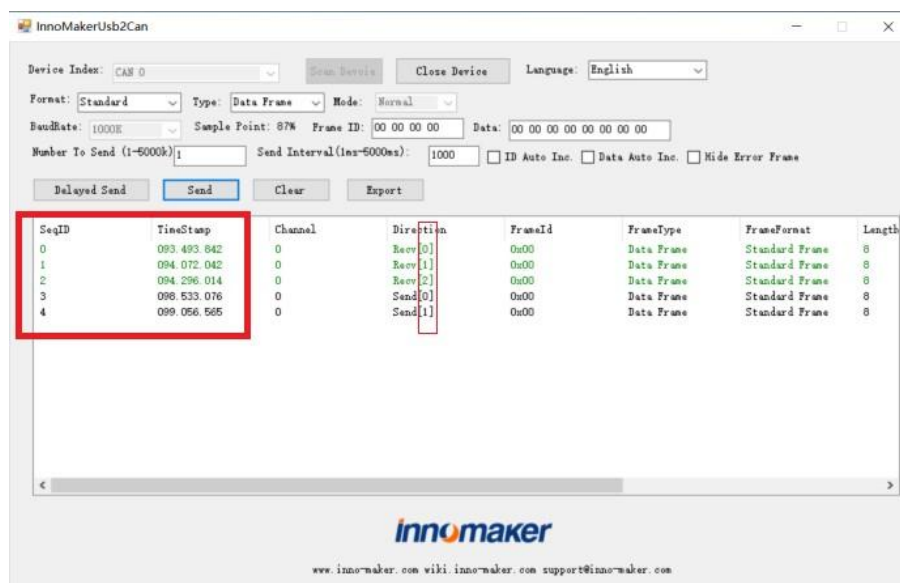 InnoMakerUsb2Can
Device Index: CAN 0 Scan Devcie Close Device Language: English
Format: Standard Type: Data Frame Mode: Normal
BaudRate: 1000K Sample Point: 87% Frame ID: 00 00 00 00 Data: 00 00 00 00 00 00 00 00
Number To Send (1-5000k) 1 Send Interval(1ms-5000ms): 1000 ID Auto Inc. Data Auto Inc. Hide Error Frame
Delayed Send Send Clear Export
SeqID TimeStamp Channel Direction FrameId FrameType FrameFormat Length
0 093.493.842 0 Recv[0] 0x00 Data Frame Standard Frame 8
1 094.072.042 0 Recv[1] 0x00 Data Frame Standard Frame 8
2 094.296.014 0 Recv[2] 0x00 Data Frame Standard Frame 8
3 098.533.076 0 Send[0] 0x00 Data Frame Standard Frame 8
4 099.056.565 0 Send[1] 0x00 Data Frame Standard Frame 8
innomaker
www.inno-maker.com wiki.inno-maker.com support@inno-maker.com